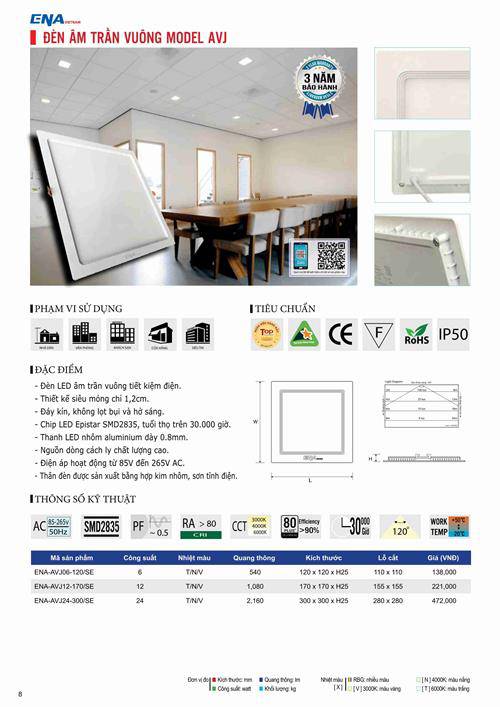 ENA VIETNAM
ĐÈN ÂM TRẦN VUÔNG MODEL AVJ
3 NĂM
BẢO HÀNH
PHẠM VI SỬ DỤNG
NHÀ DÂN
VĂN PHÒNG
KHÁCH SẠN
CỬA HÀNG
SIÊU THỊ
TIÊU CHUẨN
Top
CE
F
RoHS
IP50
ĐẶC ĐIỂM
- Đèn LED âm trần vuông tiết kiệm điện.
- Thiết kế siêu mỏng chỉ 1,2cm.
- Đáy kín, không lọt bụi và hở sáng.
- Chip LED Epistar SMD2835, tuổi thọ trên 30.000 giờ.
- Thanh LED nhôm aluminium dày 0.8mm.
- Nguồn dòng cách ly chất lượng cao.
- Điện áp hoạt động từ 85V đến 265V AC.
- Thân đèn được sản xuất bằng hợp kim nhôm, sơn tĩnh điện.
W
ENA
L
H
THÔNG SỐ KỸ THUẬT
AC 85-265v 50Hz
SMD2835
PF ~ 0.5
RA > 80 CRI
CCT 3000K 4000K 6000K
80 PLUS Efficiency >90%
30000 Giờ
120°
WORK TEMP +50°C -20°C
Mã sản phẩm Công suất Nhiệt màu Quang thông Kích thước Lỗ cắt Giá (VNĐ)
ENA-AVJ06-120/SE 6 T/N/V 540 120 x 120 x H25 110 x 110 138,000
ENA-AVJ12-170/SE 12 T/N/V 1,080 170 x 170 x H25 155 x 155 221,000
ENA-AVJ24-300/SE 24 T/N/V 2,160 300 x 300 x H25 280 x 280 472,000
Đơn vị đo Kích thước: mm Quang thông: lm Nhiệt màu RBG: nhiều màu [ N ] 4000K: màu nắng
Công suất: watt Khối lượng: kg [ X ] [ V ] 3000K: màu vàng [ T ] 6000K: màu trắng
8